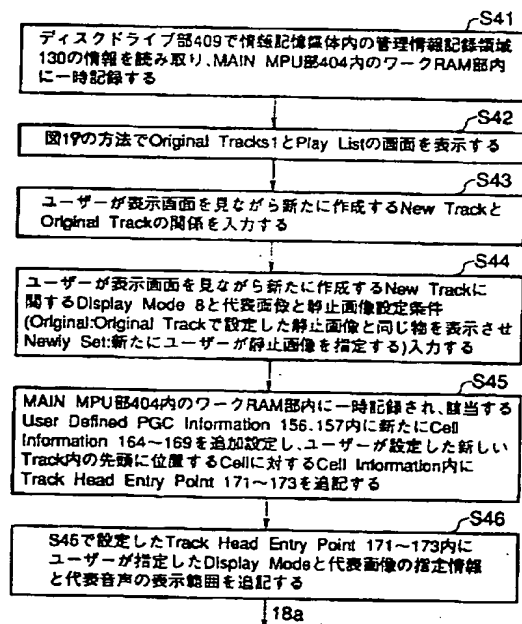 S41
ディスクドライブ部409で情報記憶媒体内の管理情報記録領域
130の情報を読み取り、MAIN MPU部404内のワークRAM部内
に一時記録する
S42
図17の方法でOriginal Tracks1とPlay Listの画面を表示する
S43
ユーザーが表示画面を見ながら新たに作成するNew Trackと
Original Trackの関係を入力する
S44
ユーザーが表示画面を見ながら新たに作成するNew Trackに
関するDisplay Mode 8と代表画像と静止画像設定条件
(Original:Original Trackで設定した静止画像と同じ物を表示させ
Newly Set:新たにユーザーが静止画像を指定する)入力する
S45
MAIN MPU部404内のワークRAM部内に一時記録され、該当する
User Defined PGC Information 156.157内に新たにCell
Information 164〜169を追加設定し、ユーザーが設定した新しい
Track内の先頭に位置するCellに対するCell Information内に
Track Head Entry Point 171〜173を追記する
S46
S45で設定したTrack Head Entry Point 171〜173内に
ユーザーが指定したDisplay Modeと代表画像の指定情報
と代表音声の表示範囲を追記する
18a